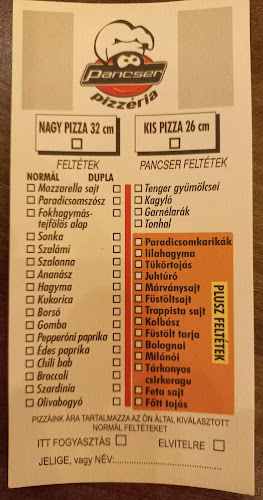 Pancser
pizzéria
NAGY PIZZA 32 cm
KIS PIZZA 26 cm
FELTÉTEK
PANCSER FELTÉTEK
NORMÁL DUPLA
Mozzarella sajt
Paradicsomszósz
Fokhagymás-
tejfölös alap
Sonka
Szalámi
Szalonna
Ananász
Hagyma
Kukorica
Borsó
Gomba
Pepperóni paprika
Édes paprika
Chili bab
Broccoli
Szardínia
Olivabogyó
Tenger gyümölcsei
Kagyló
Garnélarák
Tonhal
Paradicsomkarikák
lilahagyma
Tükörtojás
Juhtúró
Márványsajt
Füstöltsajt
Trappista sajt
Kolbász
Füstölt tarja
Bolognai
Milánói
Tárkonyos
csirkeragu
Feta sajt
Főtt tojás
PLUSZ FELTÉTEK
PIZZÁINK ÁRA TARTALMAZZA AZ ÖN ÁLTAL KIVÁLASZTOTT
NORMÁL FELTÉTEKET
ITT FOGYASZTÁS
ELVITELRE
JELIGE, vagy NÉV: